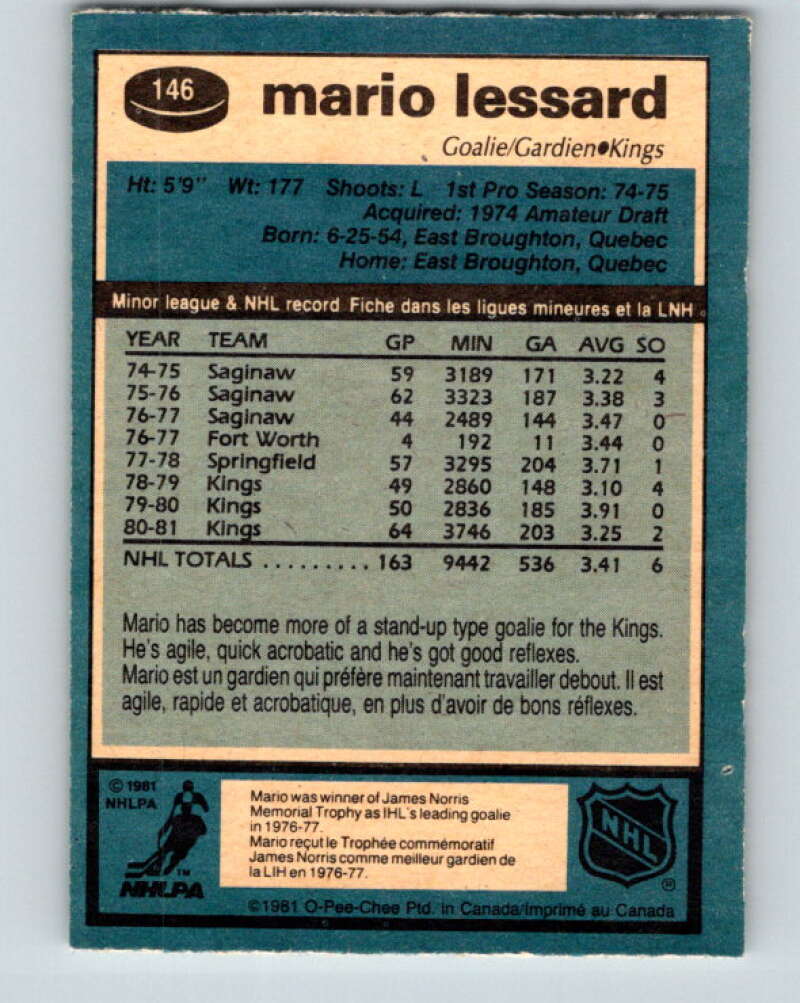 146
mario lessard
Goalie/Gardien●Kings
Ht: 5'9" Wt: 177 Shoots: L 1st Pro Season: 74-75
Acquired: 1974 Amateur Draft
Born: 6-25-54, East Broughton, Quebec
Home: East Broughton, Quebec
Minor league & NHL record Fiche dans les ligues mineures et la LNH
YEAR TEAM GP MIN GA AVG SO
74-75 Saginaw 59 3189 171 3.22 4
75-76 Saginaw 62 3323 187 3.38 3
76-77 Saginaw 44 2489 144 3.47 0
76-77 Fort Worth 4 192 11 3.44 0
77-78 Springfield 57 3295 204 3.71 1
78-79 Kings 49 2860 148 3.10 4
79-80 Kings 50 2836 185 3.91 0
80-81 Kings 64 3746 203 3.25 2
NHL TOTALS ......... 163 9442 536 3.41 6
Mario has become more of a stand-up type goalie for the Kings.
He's agile, quick acrobatic and he's got good reflexes.
Mario est un gardien qui préfère maintenant travailler debout. Il est
agile, rapide et acrobatique, en plus d'avoir de bons réflexes.
© 1981
NHLPA
TM
NHLPA
Mario was winner of James Norris
Memorial Trophy as IHL's leading goalie
in 1976-77.
Mario reçut le Trophée commémoratif
James Norris comme meilleur gardien de
la LIH en 1976-77.
NHL
©1981 O-Pee-Chee Ptd. in Canada/Imprimé au Canada